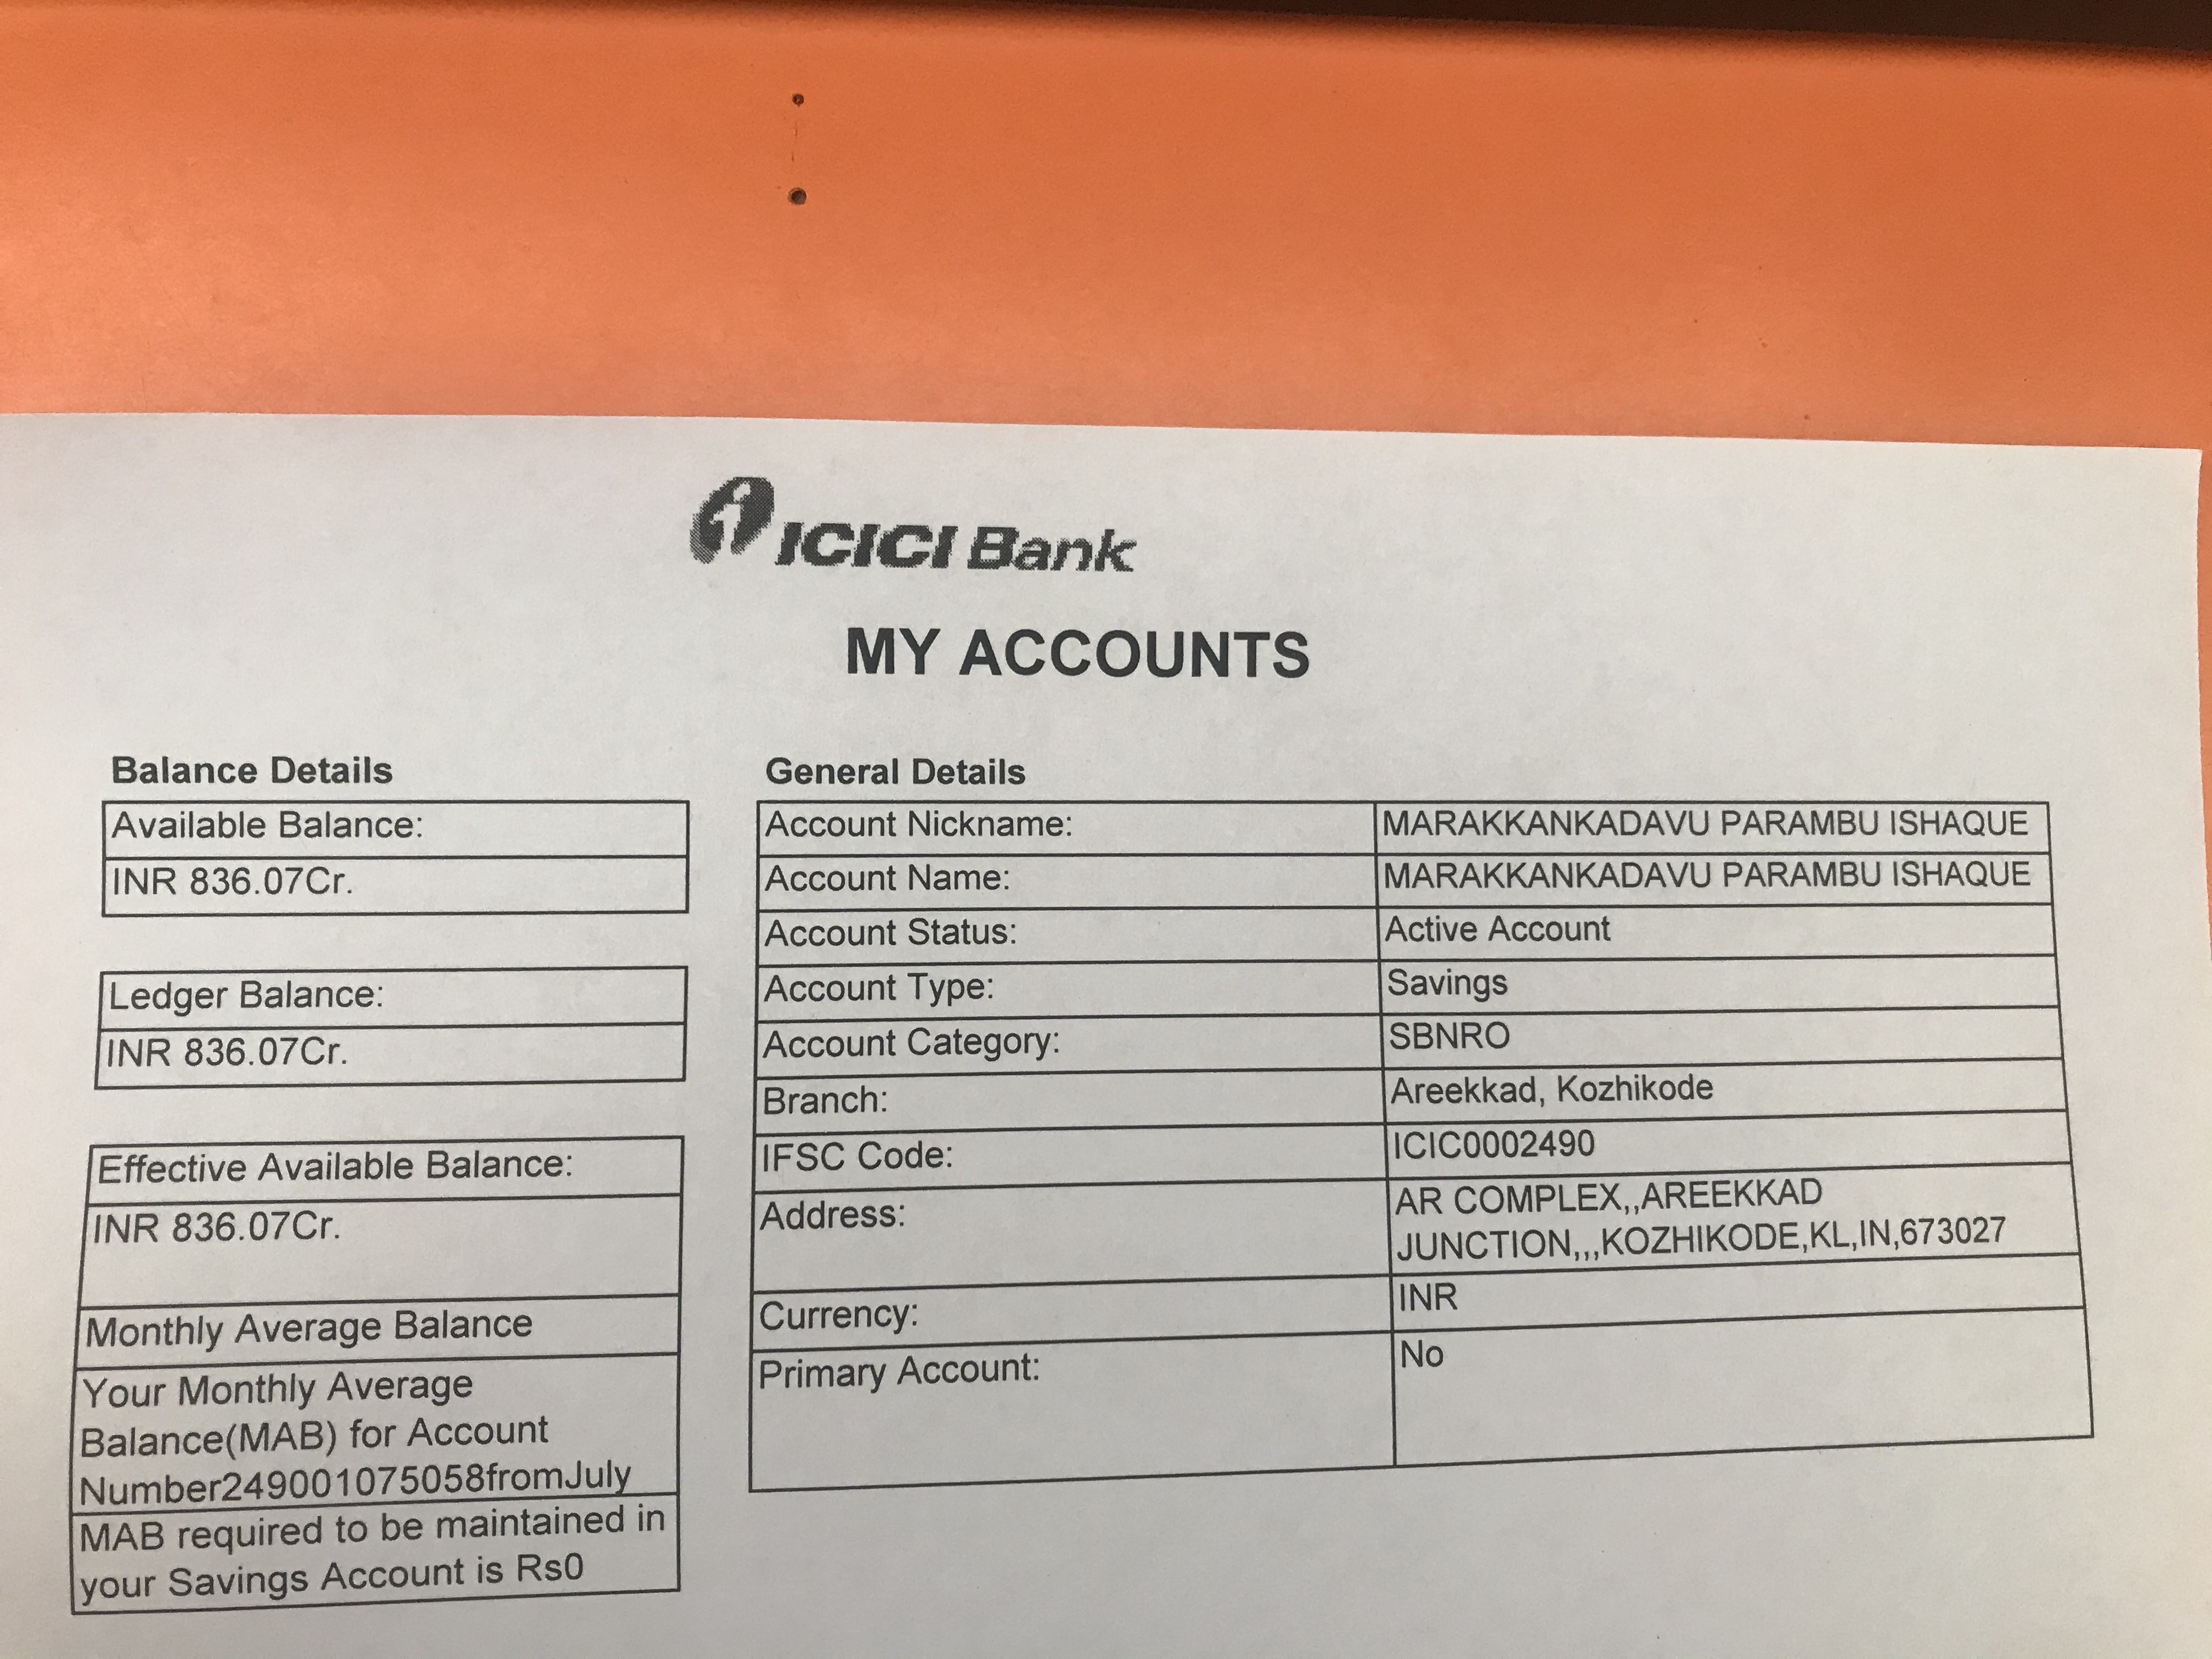 ICICI Bank
MY ACCOUNTS
Balance Details
Available Balance:
INR 836.07Cr.
Ledger Balance:
INR 836.07Cr.
Effective Available Balance:
INR 836.07Cr.
Monthly Average Balance
Your Monthly Average
Balance(MAB) for Account
Number249001075058fromJuly
MAB required to be maintained in
your Savings Account is Rs0
General Details
Account Nickname: MARAKKANKADAVU PARAMBU ISHAQUE
Account Name: MARAKKANKADAVU PARAMBU ISHAQUE
Account Status: Active Account
Account Type: Savings
Account Category: SBNRO
Branch: Areekkad, Kozhikode
IFSC Code: ICIC0002490
Address: AR COMPLEX,,AREEKKAD
JUNCTION,,,KOZHIKODE,KL,IN,673027
Currency: INR
Primary Account: No